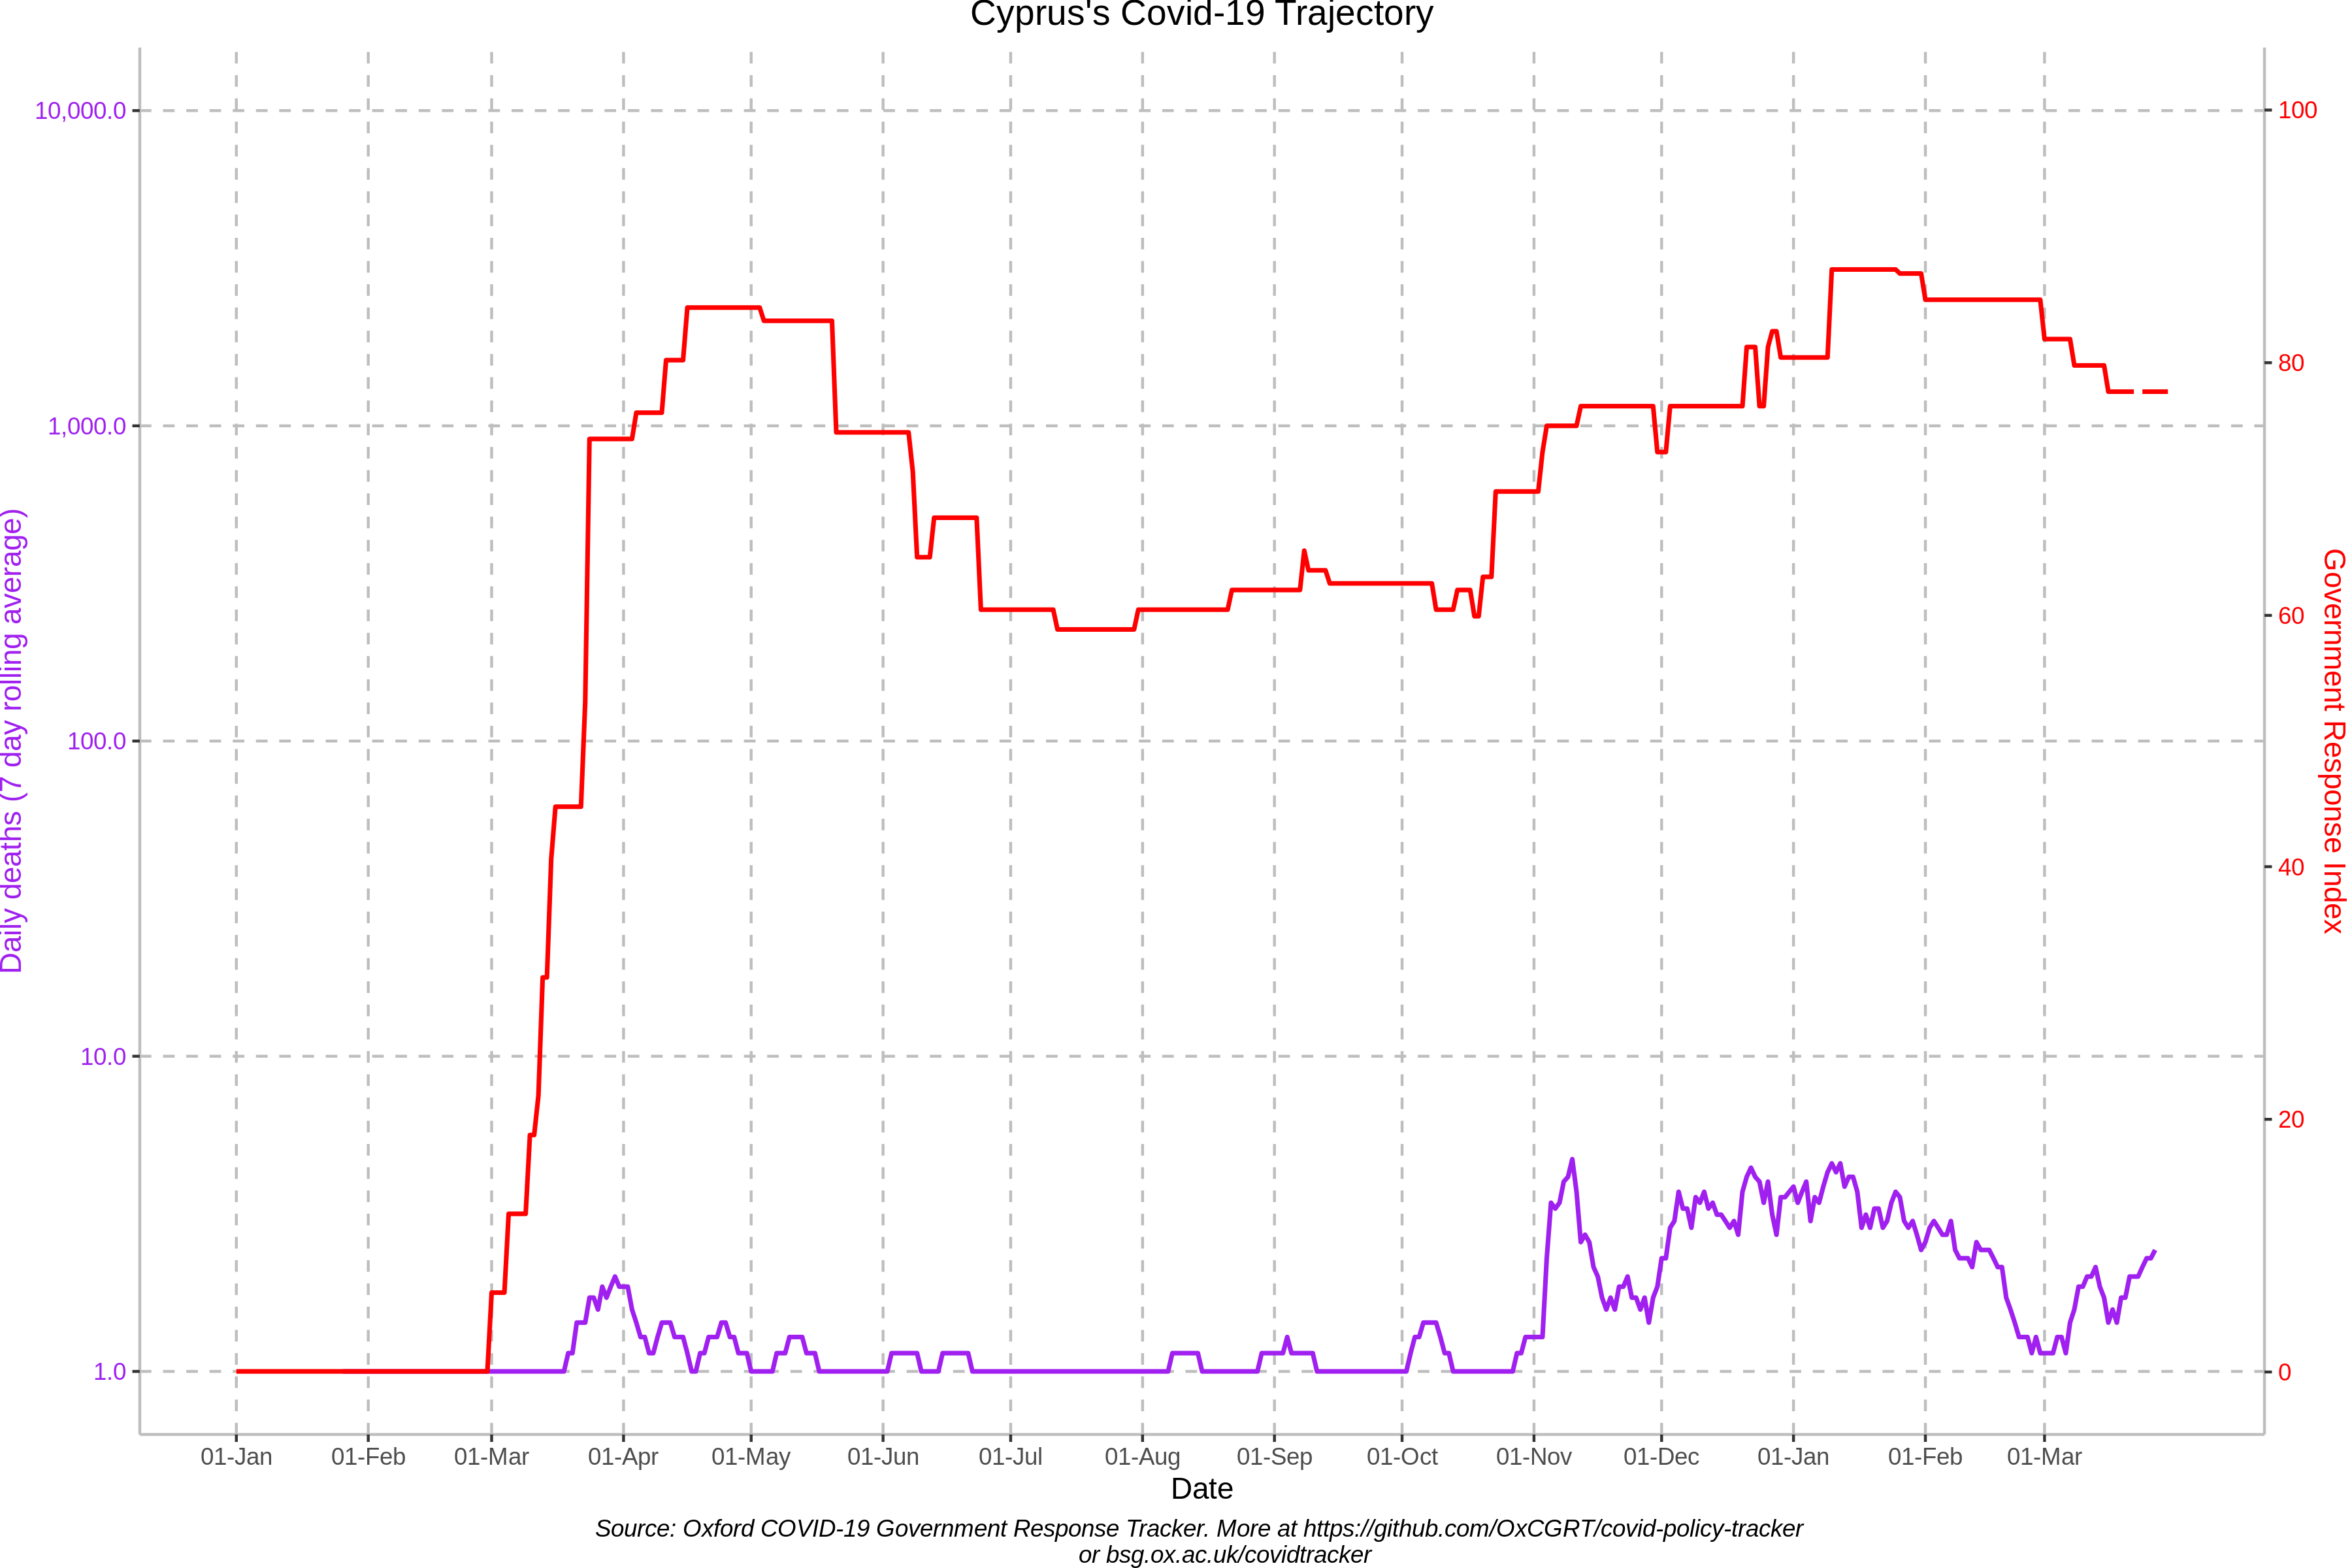 Cyprus's Covid-19 Trajectory
10,000.0
1,000.0
100.0
10.0
1.0
Daily deaths (7 day rolling average)
100
80
60
40
20
0
Government Response Index
01-Jan 01-Feb 01-Mar 01-Apr 01-May 01-Jun 01-Jul 01-Aug 01-Sep 01-Oct 01-Nov 01-Dec 01-Jan 01-Feb 01-Mar
Date
Source: Oxford COVID-19 Government Response Tracker. More at https://github.com/OxCGRT/covid-policy-tracker
or bsg.ox.ac.uk/covidtracker